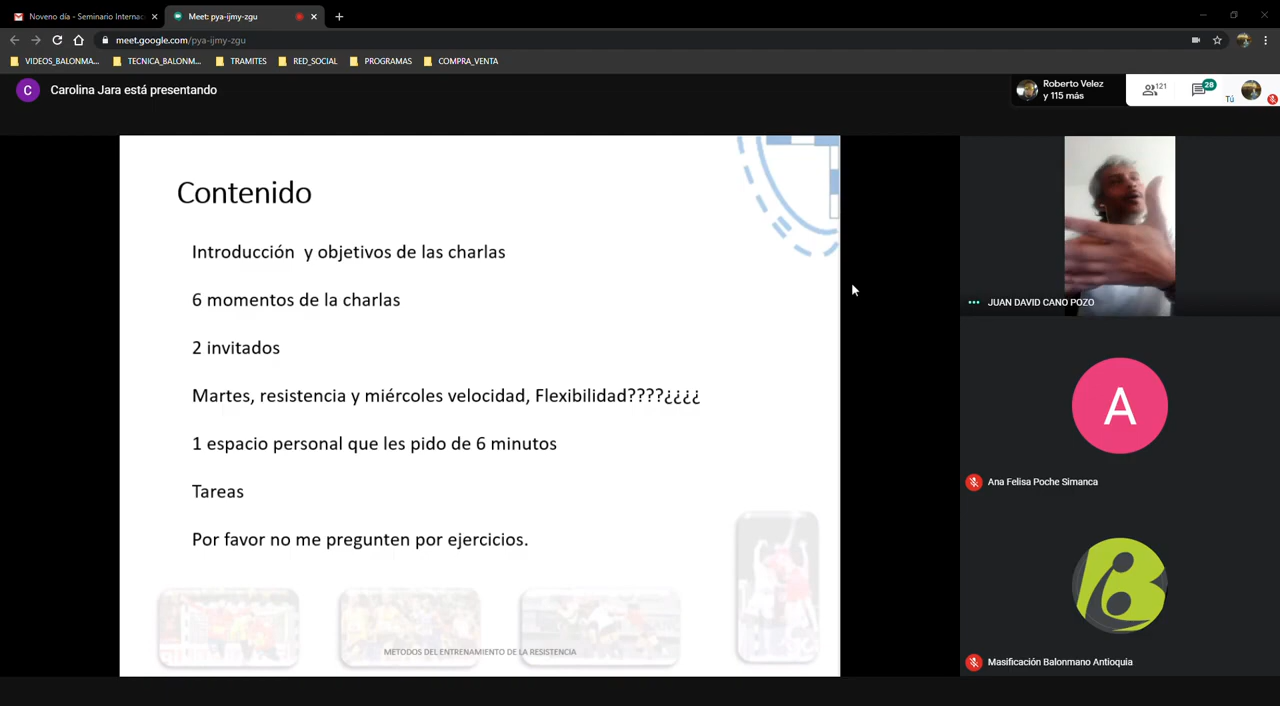 Noveno día - Seminario Internac
Meet: pya-ijmy-zgu
meet.google.com/pya-ijmy-zgu
VIDEOS_BALONMA...
TECNICA_BALONM...
TRAMITES
RED_SOCIAL
PROGRAMAS
COMPRA_VENTA
C
Carolina Jara está presentando
Roberto Velez
y 115 más
121
28
Tú
Contenido
Introducción y objetivos de las charlas
6 momentos de la charlas
2 invitados
Martes, resistencia y miércoles velocidad, Flexibilidad????¿¿¿¿
1 espacio personal que les pido de 6 minutos
Tareas
Por favor no me pregunten por ejercicios.
METODOS DEL ENTRENAMIENTO DE LA RESISTENCIA
JUAN DAVID CANO POZO
A
Ana Felisa Poche Simanca
Masificación Balonmano Antioquia